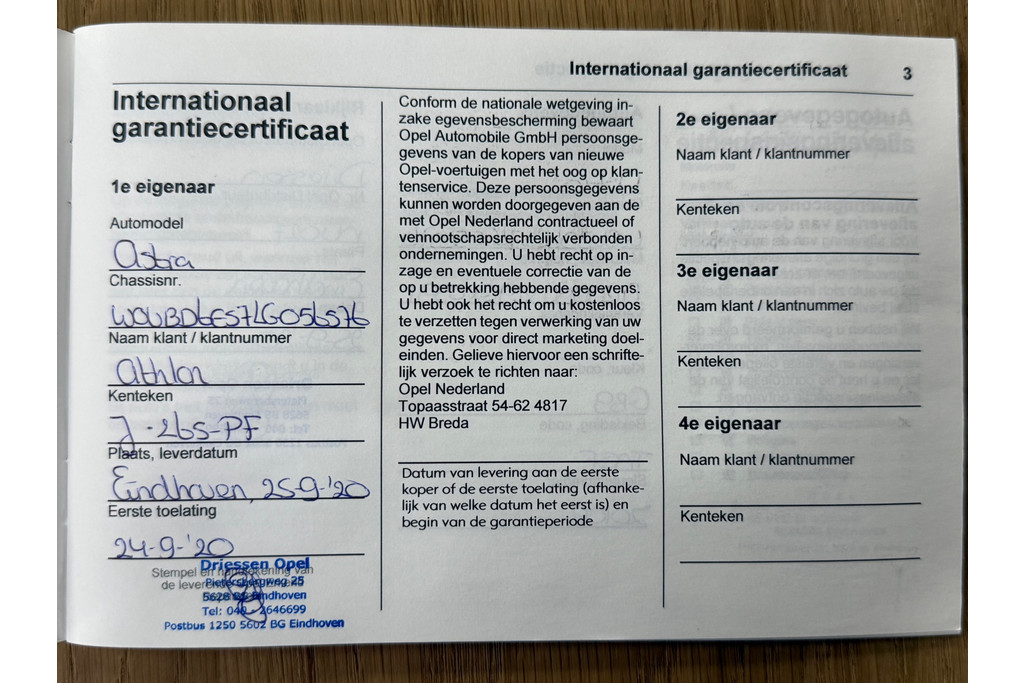 Internationaal garantiecertificaat 3
Internationaal
garantiecertificaat
1e eigenaar
Automodel
Astra
Chassisnr.
Naam klant / klantnummer
Athlon
Kenteken
J-265-PF
Plaats, leverdatum
Eindhoven, 25-9-'20
Eerste toelating
24-9-'20
Stempel en handtekening van
de leverende
Driessen Opel
Pietersbergweg 25
5628 Eindhoven
Tel: 040 2646699
Postbus 1250 5602 BG Eindhoven
Conform de nationale wetgeving in-
zake egevensbescherming bewaart
Opel Automobile GmbH persoonsge-
gevens van de kopers van nieuwe
Opel-voertuigen met het oog op klan-
tenservice. Deze persoonsgegevens
kunnen worden doorgegeven aan de
met Opel Nederland contractueel of
vennootschapsrechtelijk verbonden
ondernemingen. U hebt recht op in-
zage en eventuele correctie van de
op u betrekking hebbende gegevens.
U hebt ook het recht om u kostenloos
te verzetten tegen verwerking van uw
gegevens voor direct marketing doel-
einden. Gelieve hiervoor een schrifte-
lijk verzoek te richten naar:
Opel Nederland
Topaasstraat 54-62 4817
HW Breda
Datum van levering aan de eerste
koper of de eerste toelating (afhanke-
lijk van welke datum het eerst is) en
begin van de garantieperiode
2e eigenaar
Naam klant / klantnummer
Kenteken
3e eigenaar
Naam klant / klantnummer
Kenteken
4e eigenaar
Naam klant / klantnummer
Kenteken